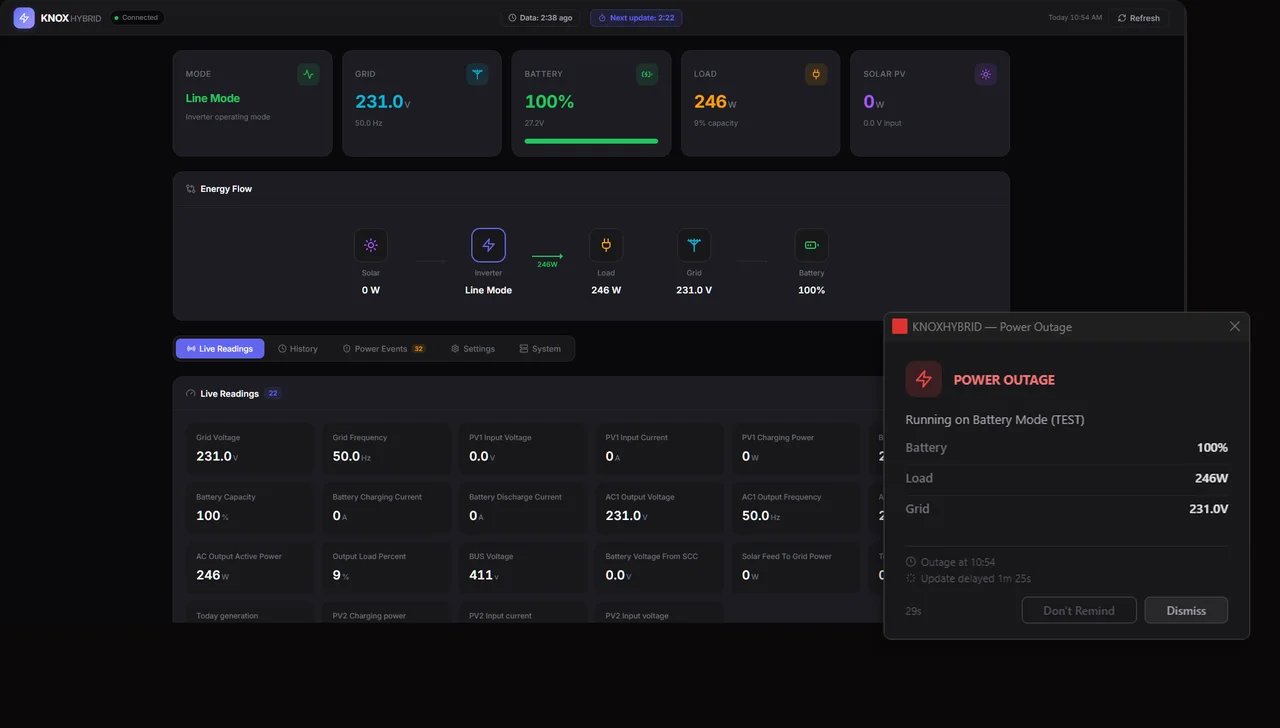 KNOXHYBRID Connected Data: 2:38 ago Next update: 2:22 Today 10:54 AM Refresh
MODE
Line Mode
Inverter operating mode
GRID
231.0V
50.0 Hz
BATTERY
100%
27.2V
LOAD
246W
9% capacity
SOLAR PV
0W
0.0 V input
Energy Flow
Solar
0 W
Inverter
Line Mode
246W
Load
246 W
Grid
231.0 V
Battery
100%
Live Readings History Power Events 32 Settings System
Live Readings 22
Grid Voltage
231.0V
Grid Frequency
50.0Hz
PV1 Input Voltage
0.0V
PV1 Input Current
0A
PV1 Charging Power
0W
Battery Capacity
100%
Battery Charging Current
0A
Battery Discharge Current
0A
AC1 Output Voltage
231.0V
AC1 Output Frequency
50.0Hz
AC Output Active Power
246W
Output Load Percent
9%
BUS Voltage
411V
Battery Voltage From SCC
0.0V
Solar Feed To Grid Power
0W
Today generation
PV2 Charging power
PV2 Input current
PV2 Input voltage
KNOXHYBRID — Power Outage
POWER OUTAGE
Running on Battery Mode (TEST)
Battery 100%
Load 246W
Grid 231.0V
Outage at 10:54
Update delayed 1m 25s
29s Don't Remind Dismiss